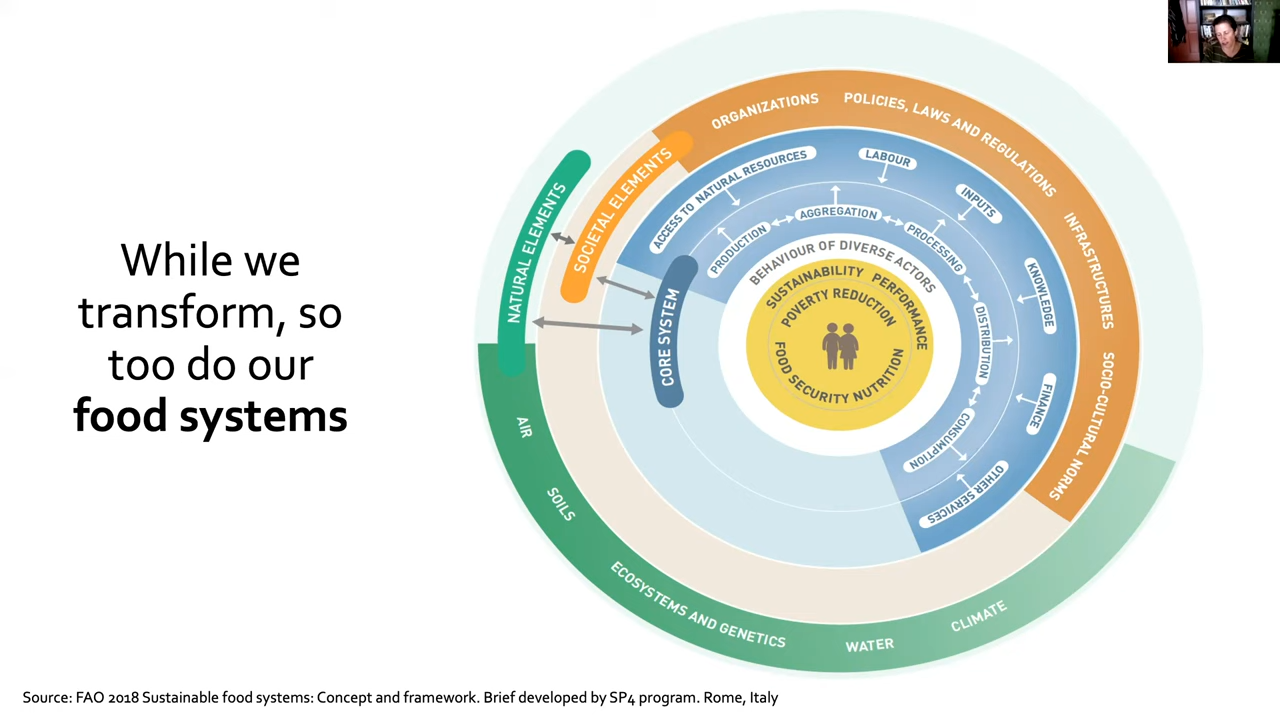 While we
transform, so
too do our
food systems
NATURAL ELEMENTS
SOCIETAL ELEMENTS
CORE SYSTEM
ORGANIZATIONS
POLICIES, LAWS AND REGULATIONS
INFRASTRUCTURES
SOCIO-CULTURAL NORMS
ACCESS TO NATURAL RESOURCES
LABOUR
INPUTS
KNOWLEDGE
FINANCE
OTHER SERVICES
PRODUCTION
AGGREGATION
PROCESSING
DISTRIBUTION
CONSUMPTION
BEHAVIOUR OF DIVERSE ACTORS
SUSTAINABILITY PERFORMANCE
POVERTY REDUCTION
FOOD SECURITY NUTRITION
AIR
SOILS
ECOSYSTEMS AND GENETICS
WATER
CLIMATE
Source: FAO 2018 Sustainable food systems: Concept and framework. Brief developed by SP4 program. Rome, Italy